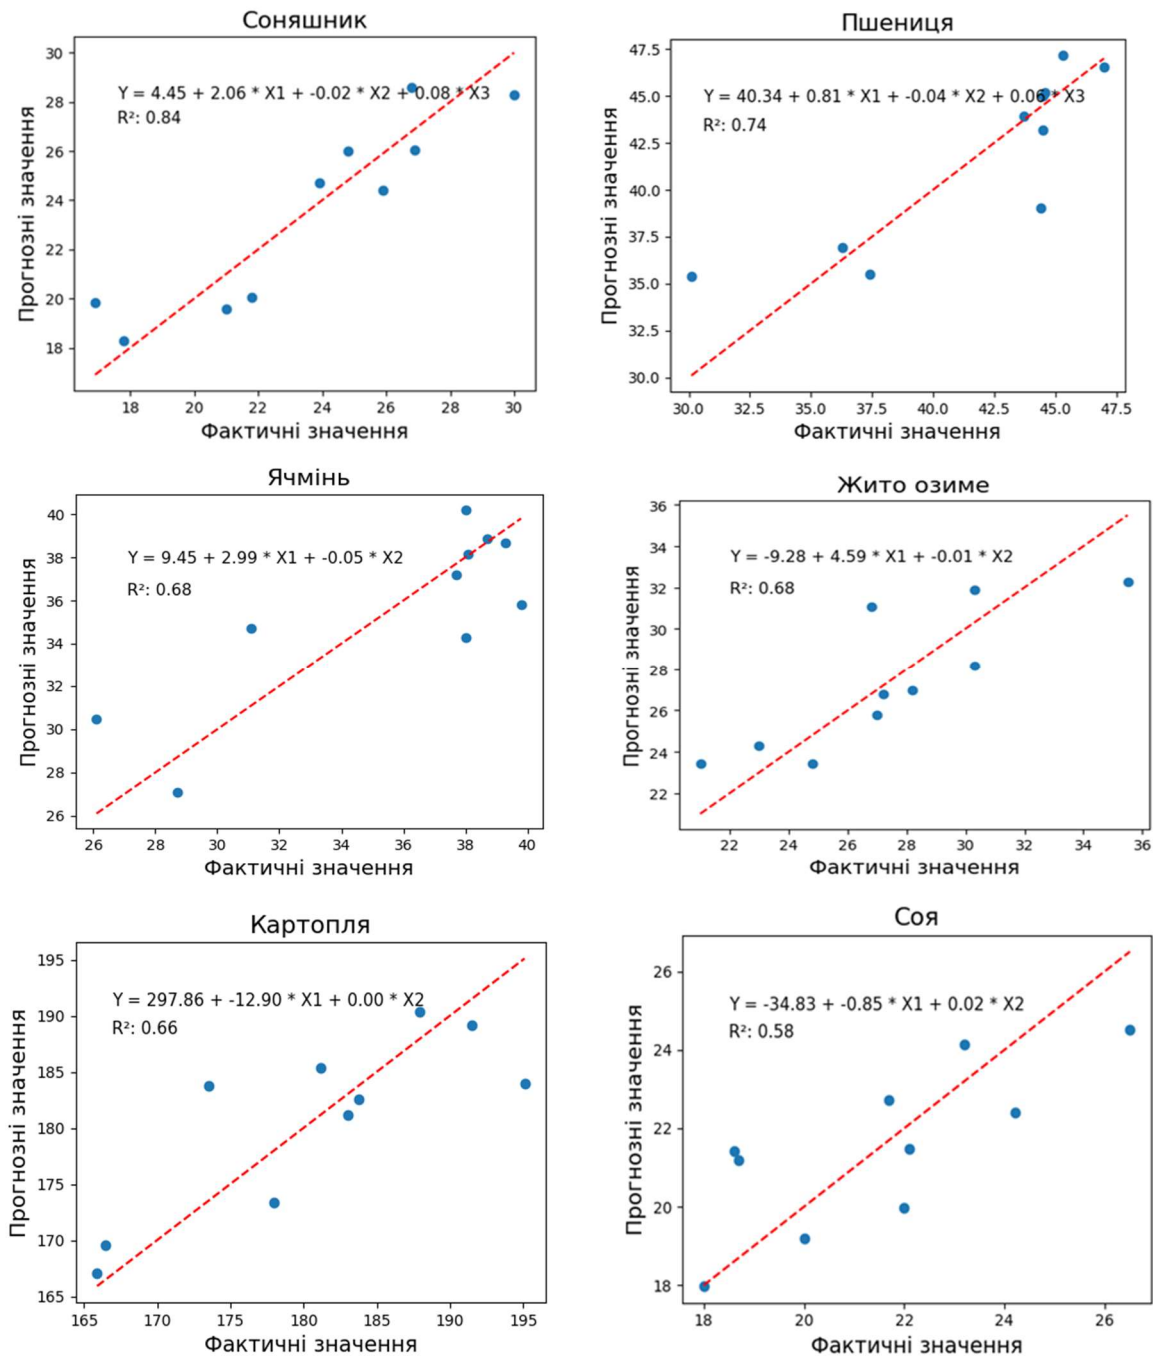 Соняшник
Y = 4.45 + 2.06 * X1 + -0.02 * X2 + 0.08 * X3
R²: 0.84
Прогнозні значення
30
28
26
24
22
20
18
18 20 22 24 26 28 30
Фактичні значення
Пшениця
Y = 40.34 + 0.81 * X1 + -0.04 * X2 + 0.06 * X3
R²: 0.74
Прогнозні значення
47.5
45.0
42.5
40.0
37.5
35.0
32.5
30.0
30.0 32.5 35.0 37.5 40.0 42.5 45.0 47.5
Фактичні значення
Ячмінь
Y = 9.45 + 2.99 * X1 + -0.05 * X2
R²: 0.68
Прогнозні значення
40
38
36
34
32
30
28
26
26 28 30 32 34 36 38 40
Фактичні значення
Жито озиме
Y = -9.28 + 4.59 * X1 + -0.01 * X2
R²: 0.68
Прогнозні значення
36
34
32
30
28
26
24
22
22 24 26 28 30 32 34 36
Фактичні значення
Картопля
Y = 297.86 + -12.90 * X1 + 0.00 * X2
R²: 0.66
Прогнозні значення
195
190
185
180
175
170
165
165 170 175 180 185 190 195
Фактичні значення
Соя
Y = -34.83 + -0.85 * X1 + 0.02 * X2
R²: 0.58
Прогнозні значення
26
24
22
20
18
18 20 22 24 26
Фактичні значення